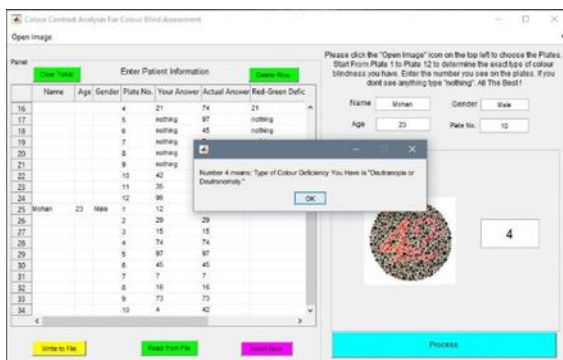 Colour Contrast Analyser For Colour Blind Assessment
Open Image
Please click the "Open Image" icon on the top left to choose the Plates.
Start From Plate 1 to Plate 12 to determine the exact type of colour
blindness you have. Enter the number you see on the plates. If you
dont see anything type "nothing". All The Best!
Panel
Clear Table
Enter Patient Information
Delete Row
Name Age Gender Plate No. Your Answer Actual Answer Red-Green Defic
16 4 21 74 21
17 5 nothing 97 nothing
18 6 nothing 45 nothing
19 7 nothing
20 8 nothing
21 9 nothing
22 10 42
23 11 35
24 12 96
25 Mohan 23 Male 1 12
26 2 29 29
27 3 15 15
28 4 74 74
29 5 97 97
30 6 45 45
31 7 7 7
32 8 16 16
33 9 73 73
34 10 4 42
Write to File
Read from File
Insert Row
Name Mohan Gender Male
Age 23 Plate No. 10
Number 4 means: Type of Colour Deficiency You Have is "Deutranopia or
Deutranomoly."
OK
42
4
Process